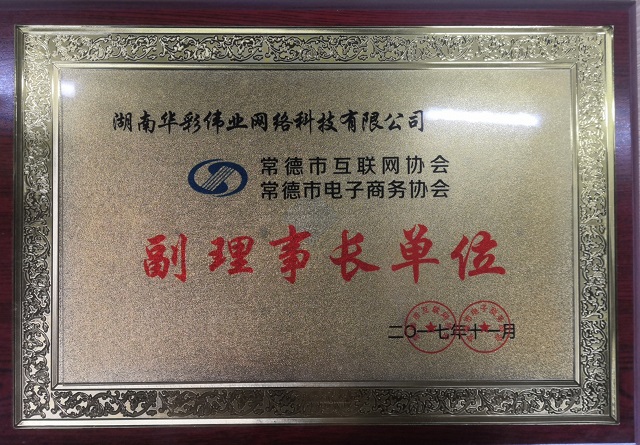 湖南华彩伟业网络科技有限公司
常德市互联网协会
常德市电子商务协会
副理事长单位
二〇一七年十一月